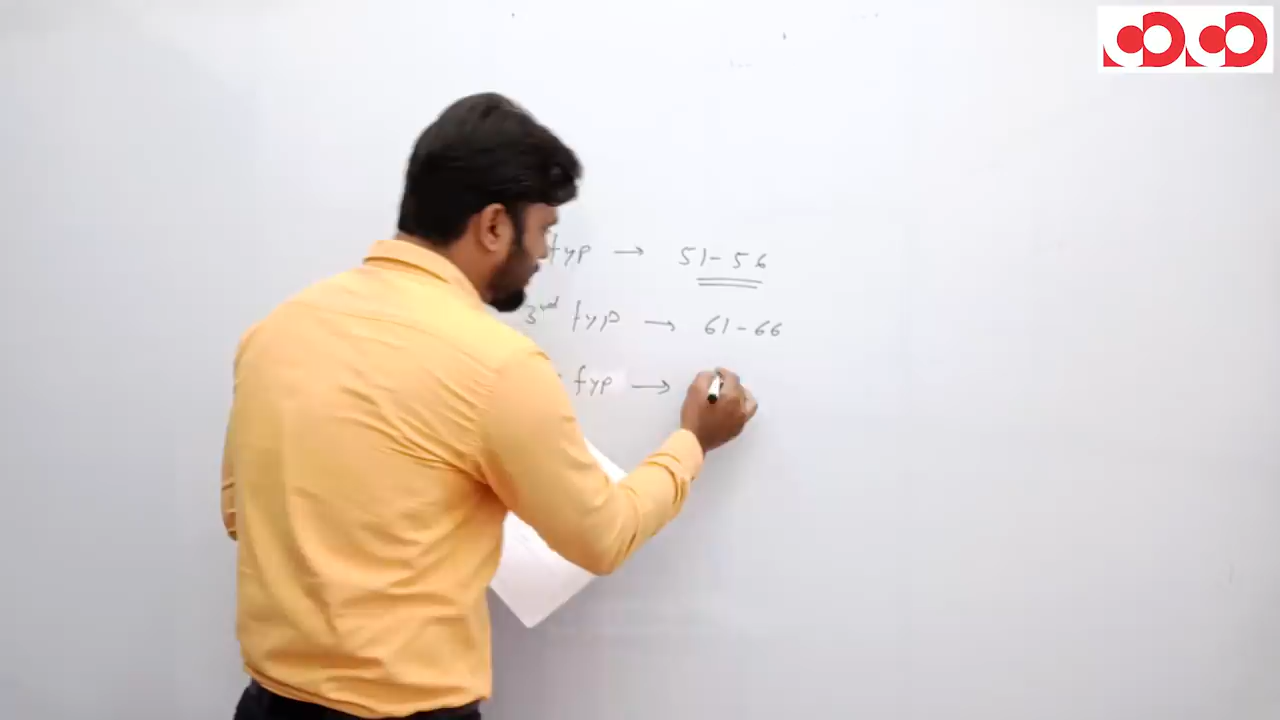 fyp → 51-56
3rd fyp → 61-66
fyp →